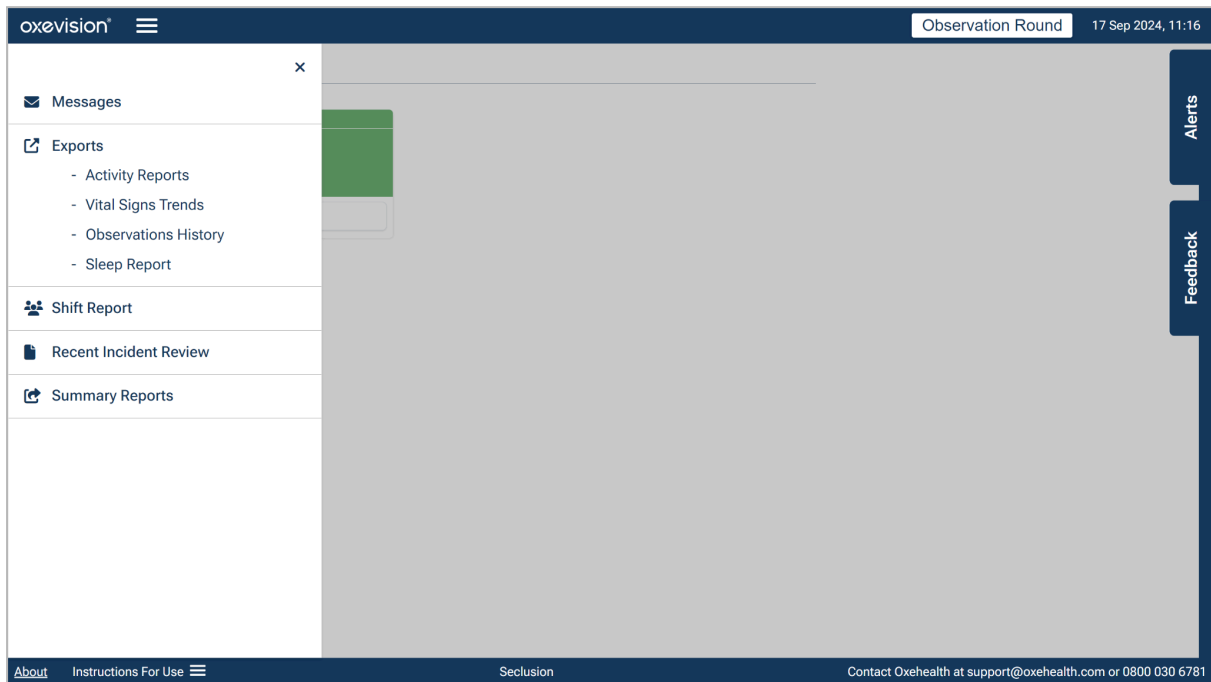 oxevision®
Observation Round
17 Sep 2024, 11:16
Messages
Exports
- Activity Reports
- Vital Signs Trends
- Observations History
- Sleep Report
Shift Report
Recent Incident Review
Summary Reports
Alerts
Feedback
About
Instructions For Use
Seclusion
Contact Oxehealth at support@oxehealth.com or 0800 030 6781